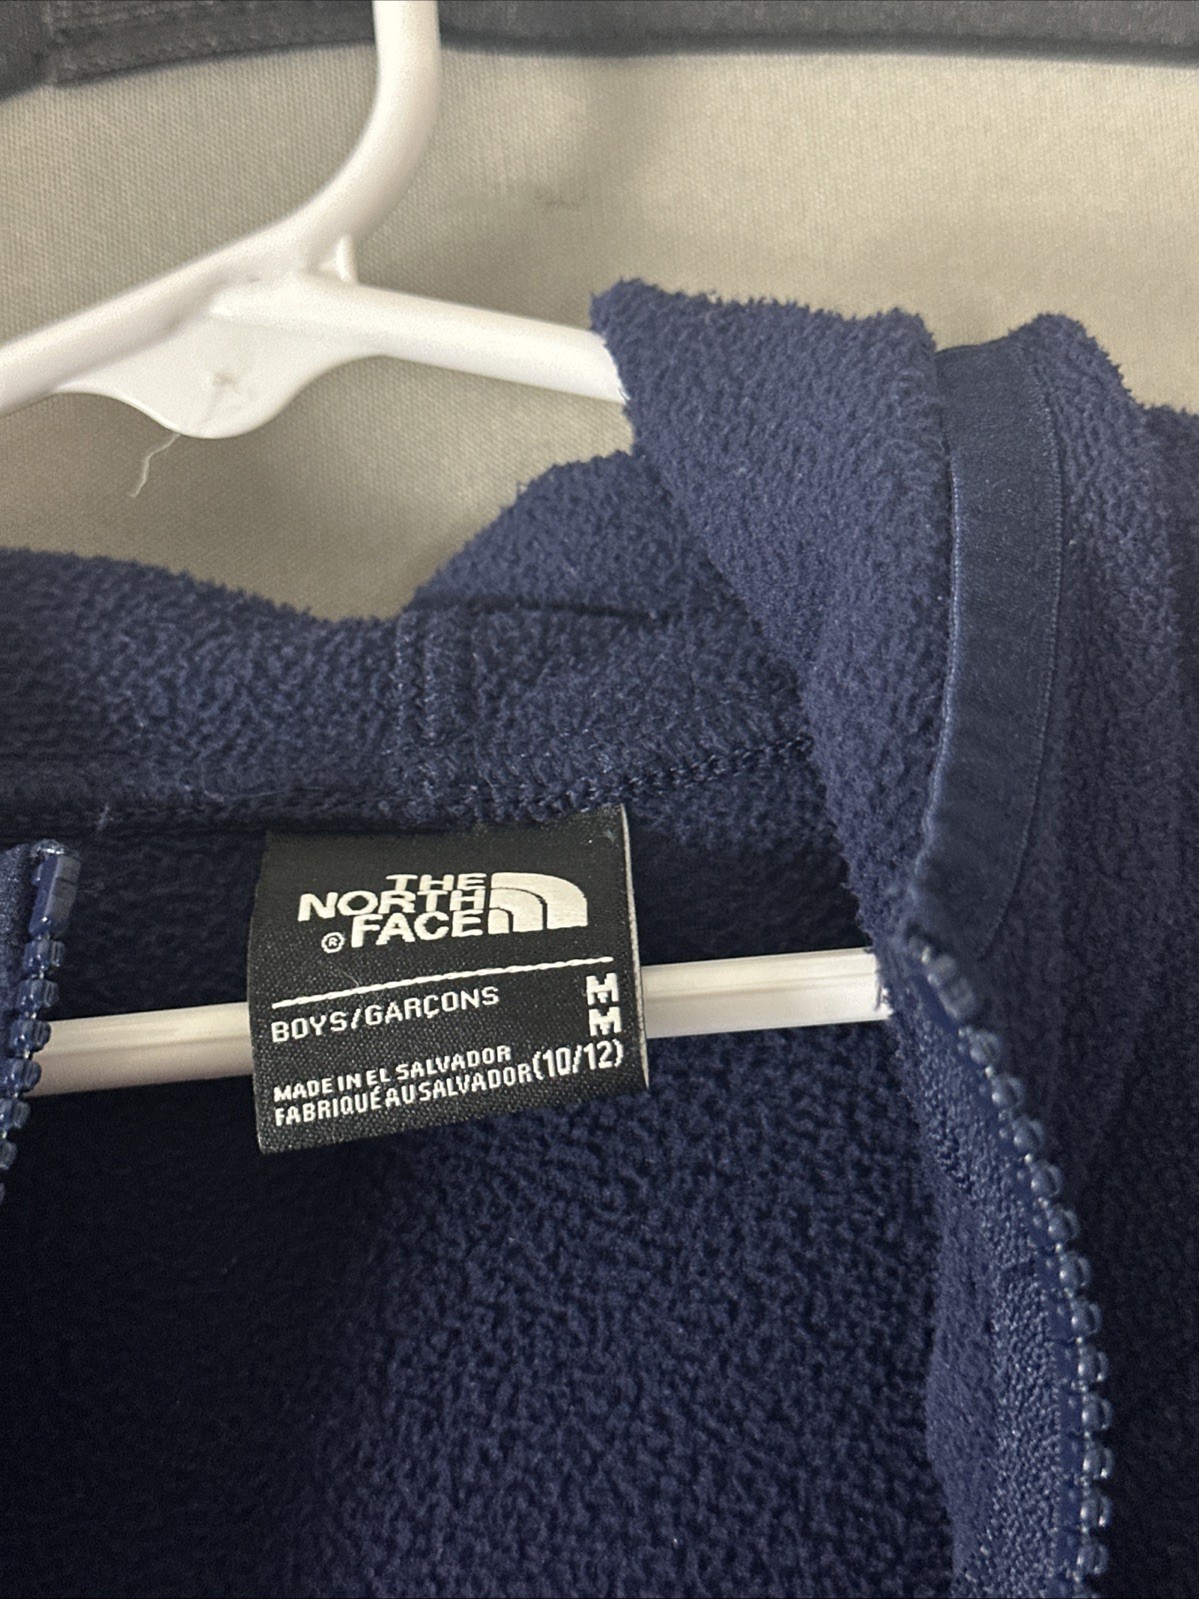 THE
NORTH
® FACE
BOYS/GARÇONS M
M
MADE IN EL SALVADOR
FABRIQUÉ AU SALVADOR (10/12)